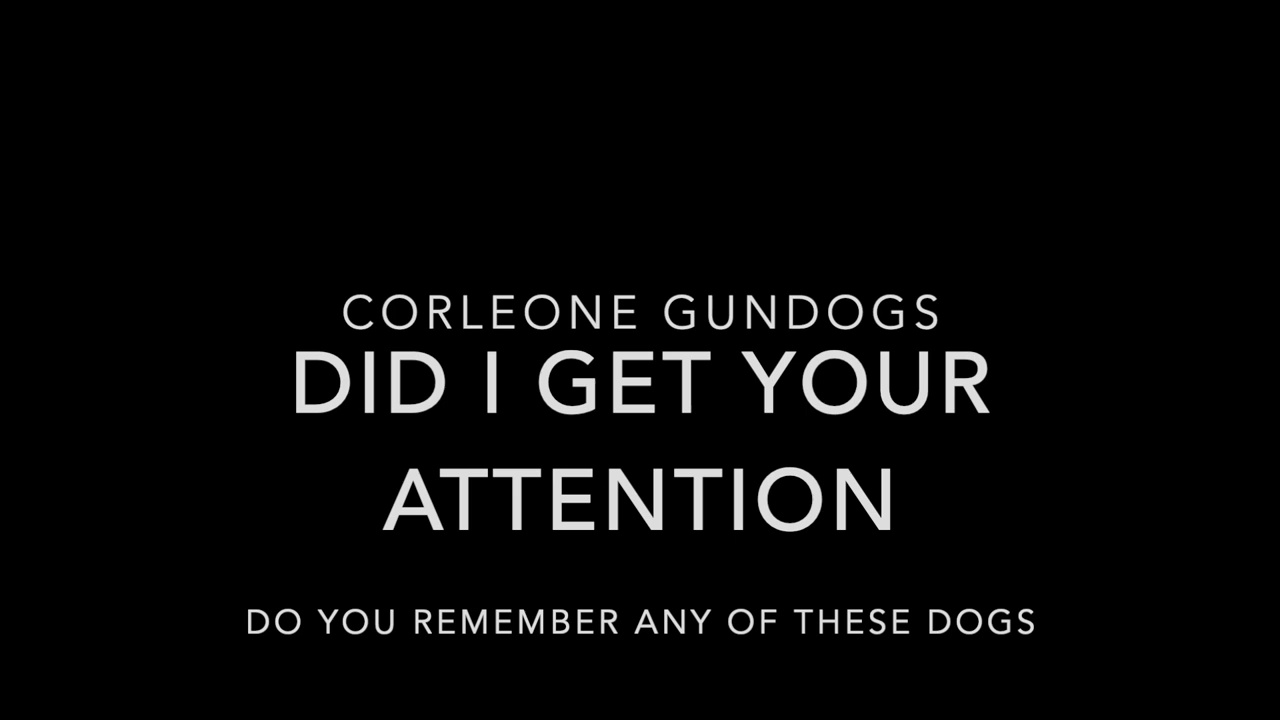 CORLEONE GUNDOGS
DID I GET YOUR
ATTENTION
DO YOU REMEMBER ANY OF THESE DOGS